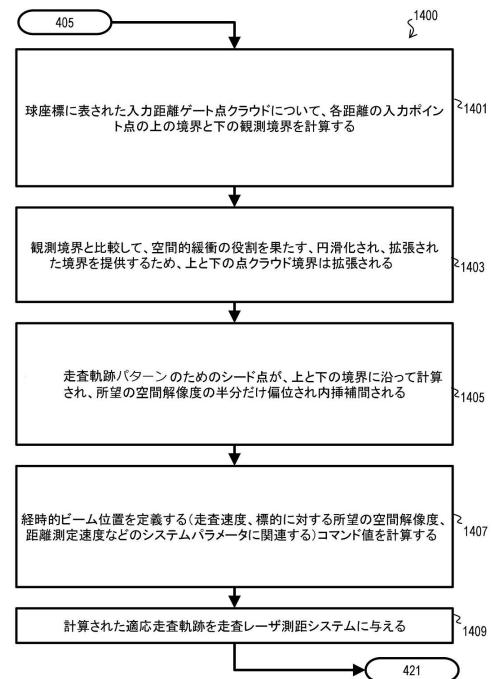 405
1400
球座標に表された入力距離ゲート点クラウドについて、各距離の入力ポイン
ト点の上の境界と下の観測境界を計算する
1401
観測境界と比較して、空間的緩衝の役割を果たす、円滑化され、拡張され
た境界を提供するため、上と下の点クラウド境界は拡張される
1403
走査軌跡パターンのためのシード点が、上と下の境界に沿って計算
され、所望の空間解像度の半分だけ偏位され内挿補間される
1405
経時的ビーム位置を定義する(走査速度、標的に対する所望の空間解像度、
距離測定速度などのシステムパラメータに関連する)コマンド値を計算する
1407
計算された適応走査軌跡を走査レーザ測距システムに与える
1409
421